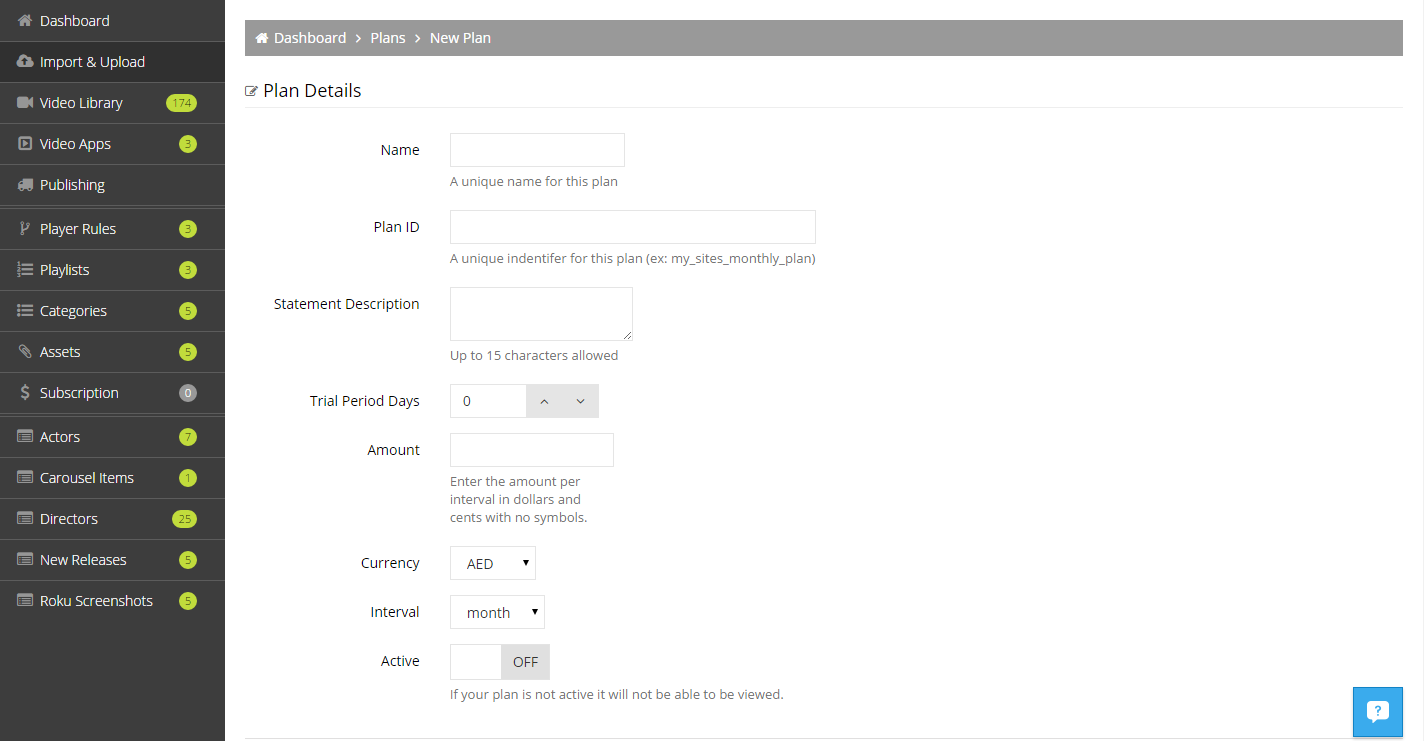 Dashboard
Import & Upload
Video Library 174
Video Apps 3
Publishing
Player Rules 3
Playlists 3
Categories 5
Assets 5
Subscription 0
Actors 7
Carousel Items 1
Directors 25
New Releases 5
Roku Screenshots 5
Dashboard > Plans > New Plan
Plan Details
Name
A unique name for this plan
Plan ID
A unique indentifer for this plan (ex: my_sites_monthly_plan)
Statement Description
Up to 15 characters allowed
Trial Period Days 0
Amount
Enter the amount per
interval in dollars and
cents with no symbols.
Currency AED
Interval month
Active OFF
If your plan is not active it will not be able to be viewed.
?